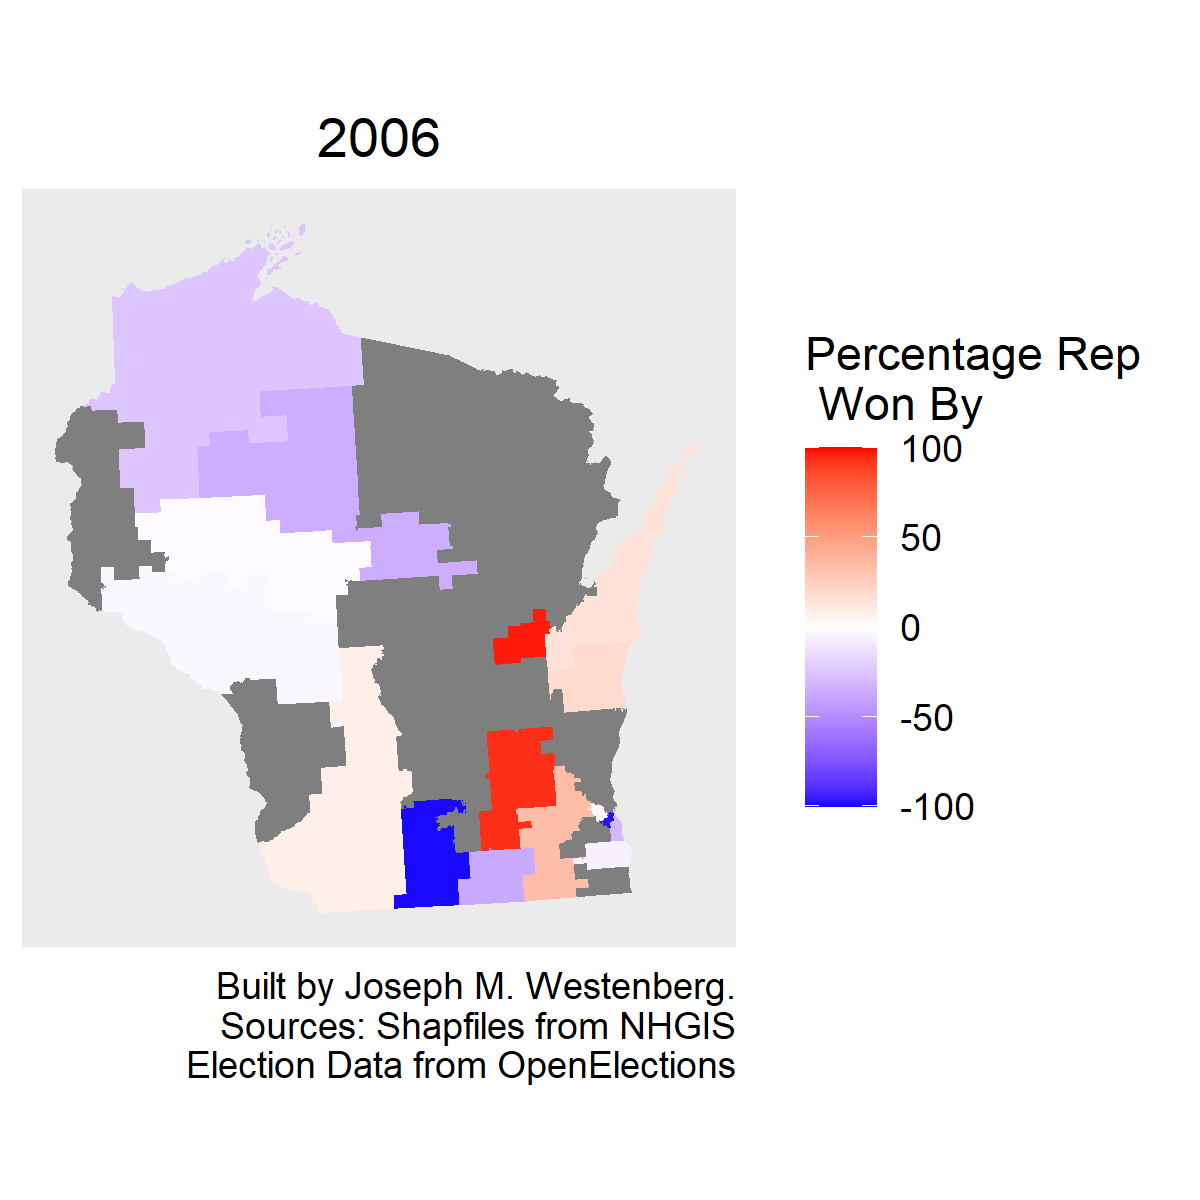 2006
Percentage Rep
Won By
100
50
0
-50
-100
Built by Joseph M. Westenberg.
Sources: Shapfiles from NHGIS
Election Data from OpenElections